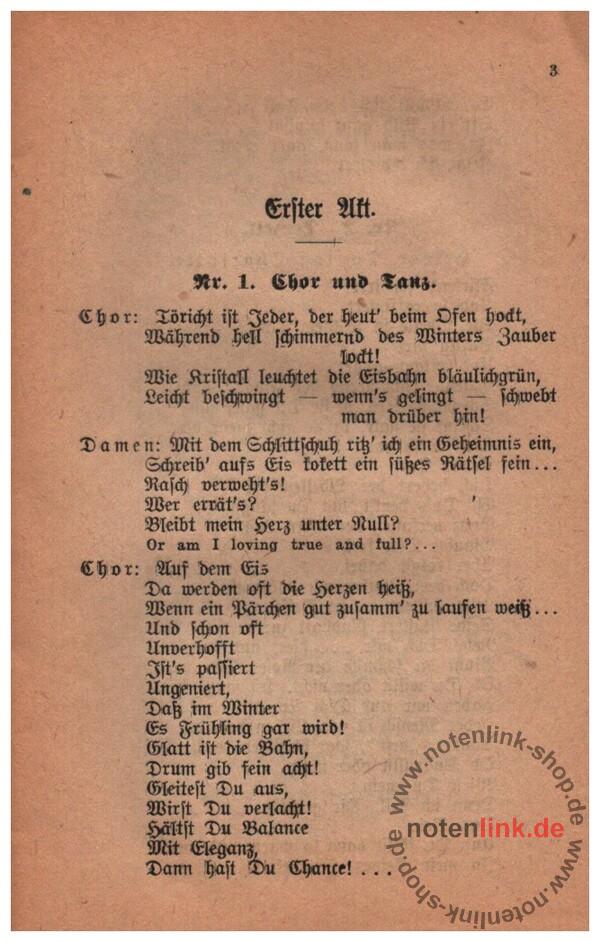 3
Erster Akt.
Nr. 1. Chor und Tanz.
Chor: Töricht ist Jeder, der heut' beim Ofen hockt,
Während hell schimmernd des Winters Zauber
lockt!
Wie Kristall leuchtet die Eisbahn bläulichgrün,
Leicht beschwingt — wenn's gelingt — schwebt
man drüber hin!
Damen: Mit dem Schlittschuh ritz' ich ein Geheimnis ein,
Schreib' aufs Eis kokett ein süßes Rätsel fein...
Rasch verweht's!
Wer errät's?
Bleibt mein Herz unter Null?
Or am I loving true and full?...
Chor: Auf dem Eis
Da werden oft die Herzen heiß,
Wenn ein Pärchen gut zusamm' zu laufen weiß...
Und schon oft
Unverhofft
Ist's passiert
Ungeniert,
Daß im Winter
Es Frühling gar wird!
Glatt ist die Bahn,
Drum gib fein acht!
Gleitest Du aus,
Wirst Du verlacht!
Hältst Du Balance
Mit Eleganz,
Dann hast Du Chance! ...
www.notenlink-shop.de www.notenlink-shop.de
notenlink.de